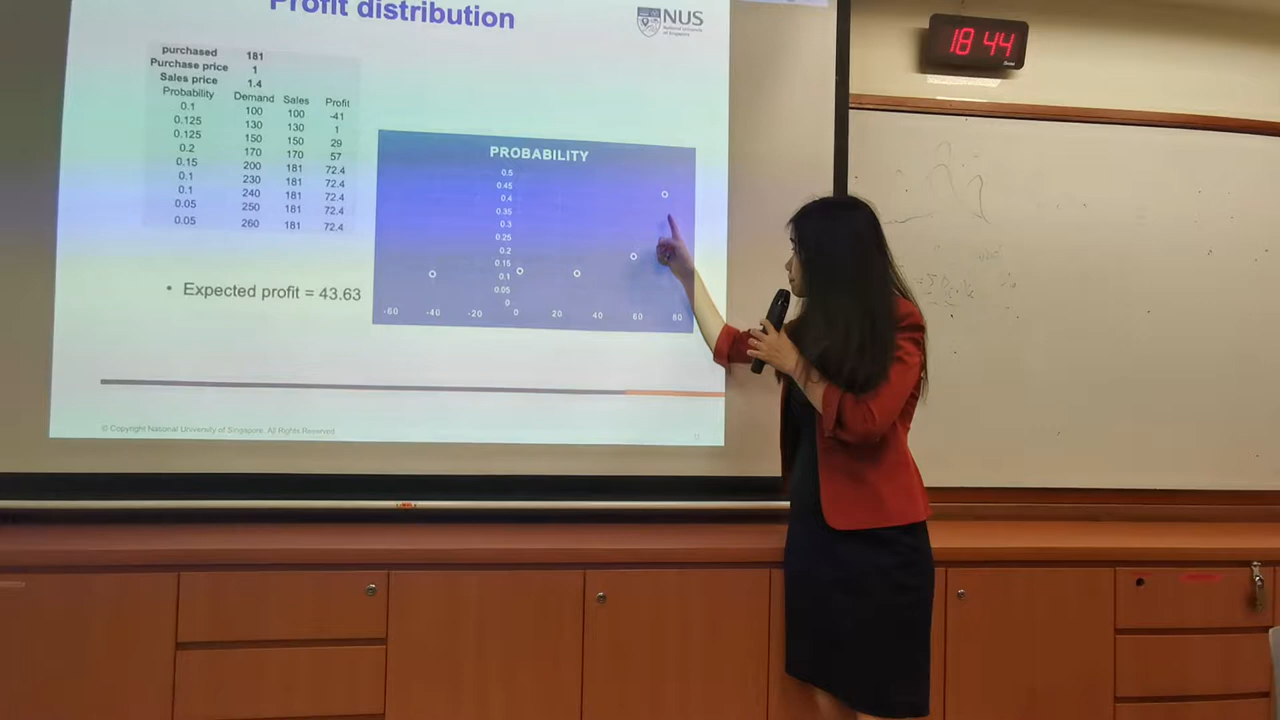 Profit distribution
NUS
National University
of Singapore
18 44
purchased 181
Purchase price 1
Sales price 1.4
Probability Demand Sales Profit
0.1 100 100 -41
0.125 130 130 1
0.125 150 150 29
0.2 170 170 57
0.15 200 181 72.4
0.1 230 181 72.4
0.1 240 181 72.4
0.05 250 181 72.4
0.05 260 181 72.4
PROBABILITY
0.5
0.45
0.4
0.35
0.3
0.25
0.2
0.15
0.1
0.05
0
-60 -40 -20 0 20 40 60 80
• Expected profit = 43.63
© Copyright National University of Singapore. All Rights Reserved.